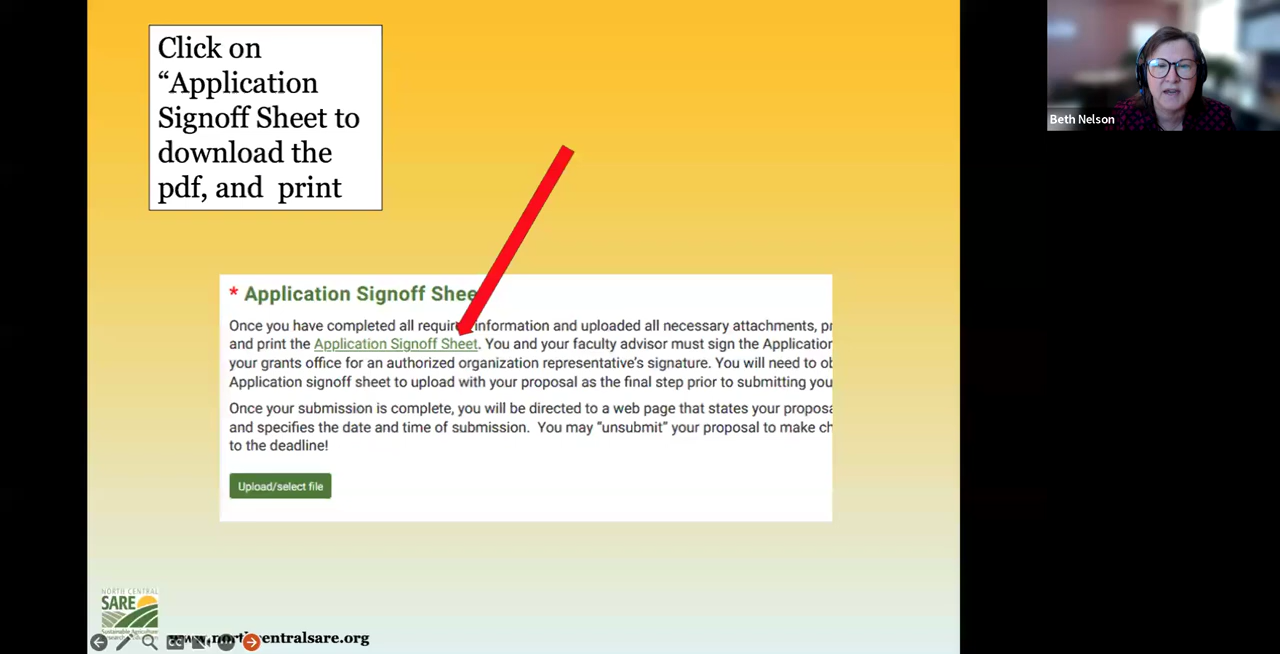 Click on
“Application
Signoff Sheet to
download the
pdf, and print
Beth Nelson
* Application Signoff Shee
Once you have completed all require information and uploaded all necessary attachments, pr
and print the Application Signoff Sheet. You and your faculty advisor must sign the Application
your grants office for an authorized organization representative's signature. You will need to ob
Application signoff sheet to upload with your proposal as the final step prior to submitting you
Once your submission is complete, you will be directed to a web page that states your proposa
and specifies the date and time of submission. You may “unsubmit” your proposal to make ch
to the deadline!
Upload/select file
NORTH CENTRAL
SARE
Sustainable Agriculture
CC
www.northcentralsare.org